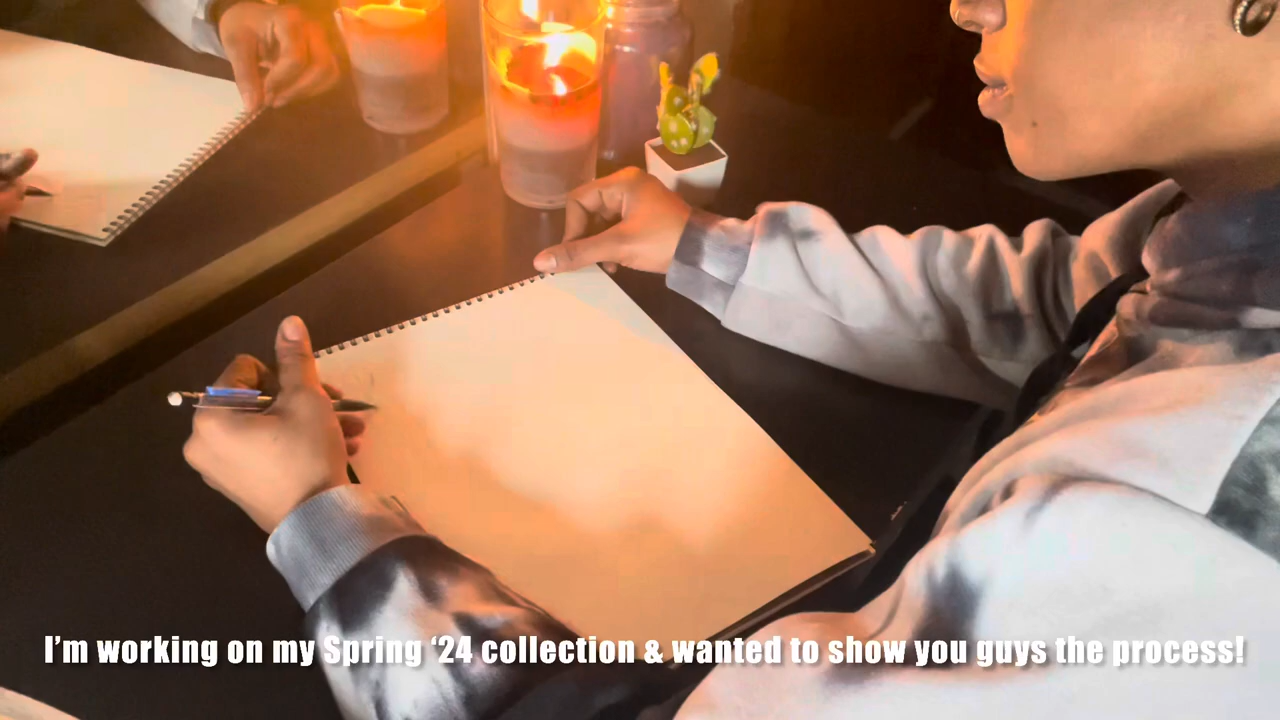 I’m working on my Spring ‘24 collection & wanted to show you guys the process!